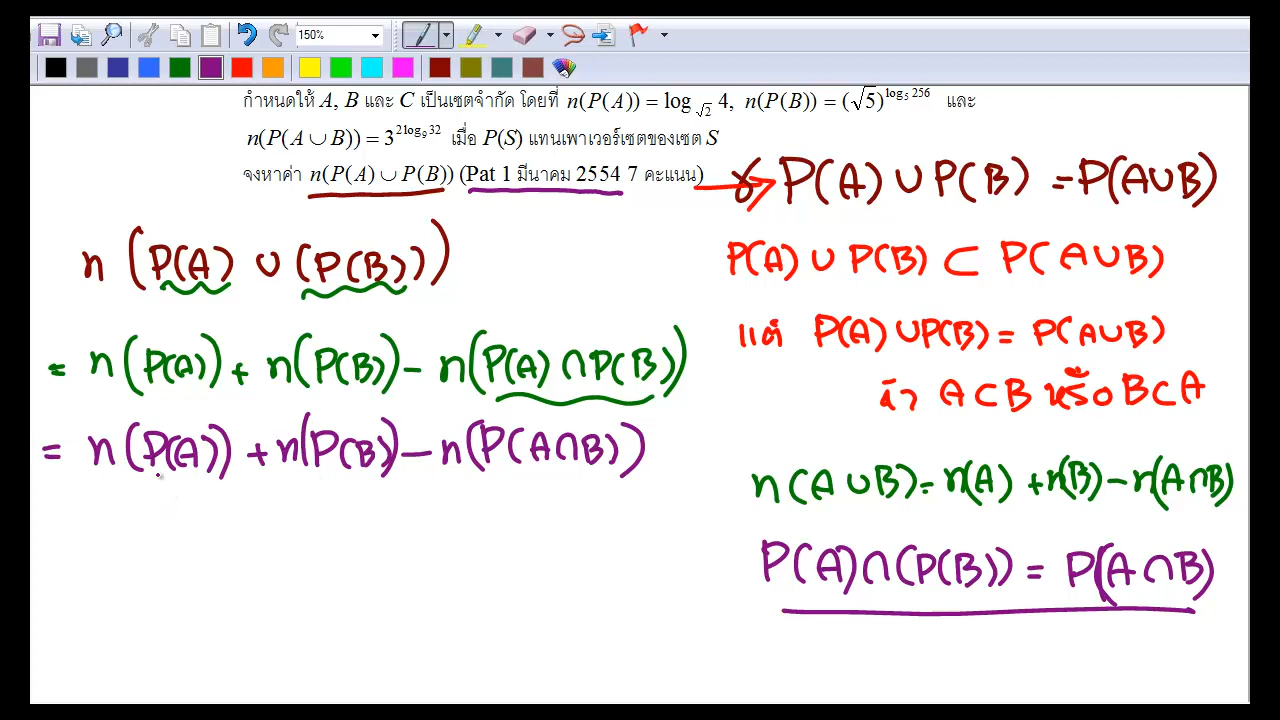 150%
กำหนดให้ A, B และ C เป็นเซตจำกัด โดยที่ n(P(A)) = log_{√2} 4, n(P(B)) = (√5)^{log_5 256} และ
n(P(A ∪ B)) = 3^{2log_9 32} เมื่อ P(S) แทนเพาเวอร์เซตของเซต S
จงหาค่า n(P(A) ∪ P(B)) (Pat 1 มีนาคม 2554 7 คะแนน)
P(A) ∪ P(B) = P(A∪B)
n (P(A) ∪ (P(B)))
P(A) ∪ P(B) ⊂ P(A∪B)
= n(P(A)) + n(P(B)) − n(P(A) ∩ P(B))
แต่ P(A) ∪ P(B) = P(A∪B)
ถ้า A⊂B หรือ B⊂A
= n(P(A)) + n(P(B)) − n(P(A∩B))
n(A∪B) = n(A) + n(B) − n(A∩B)
P(A)∩(P(B)) = P(A∩B)